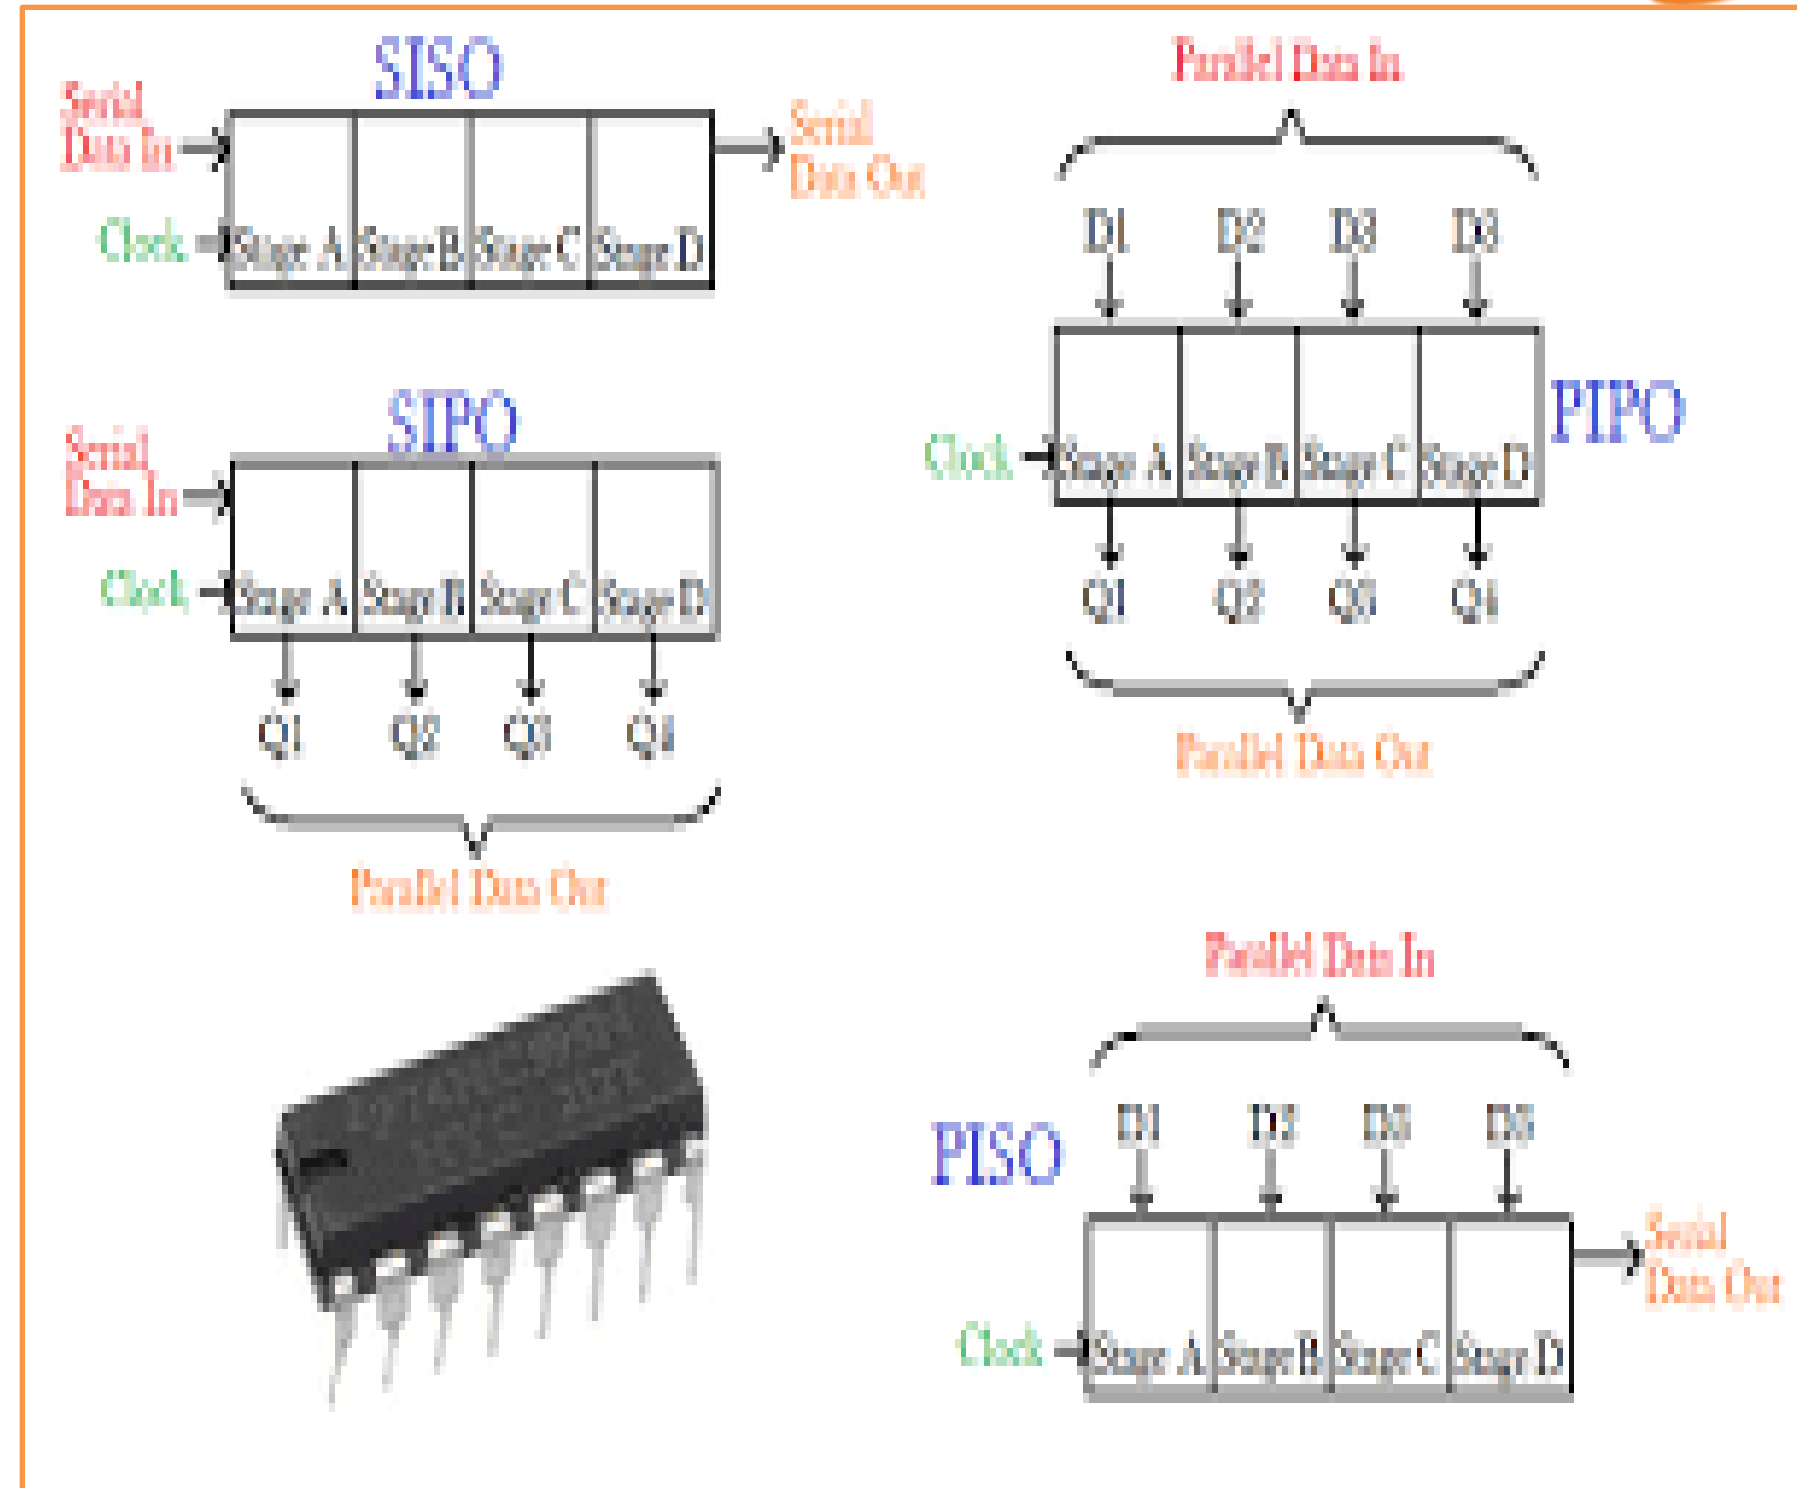 SISO
Serial
Data In
Serial
Data Out
Clock
Stage A Stage B Stage C Stage D
SIPO
Serial
Data In
Clock
Stage A Stage B Stage C Stage D
Q1 Q2 Q3 Q4
Parallel Data Out
Parallel Data In
D1 D2 D3 D3
PIPO
Clock
Stage A Stage B Stage C Stage D
Q1 Q2 Q3 Q4
Parallel Data Out
Parallel Data In
PISO
D1 D2 D3 D3
Serial
Data Out
Clock
Stage A Stage B Stage C Stage D